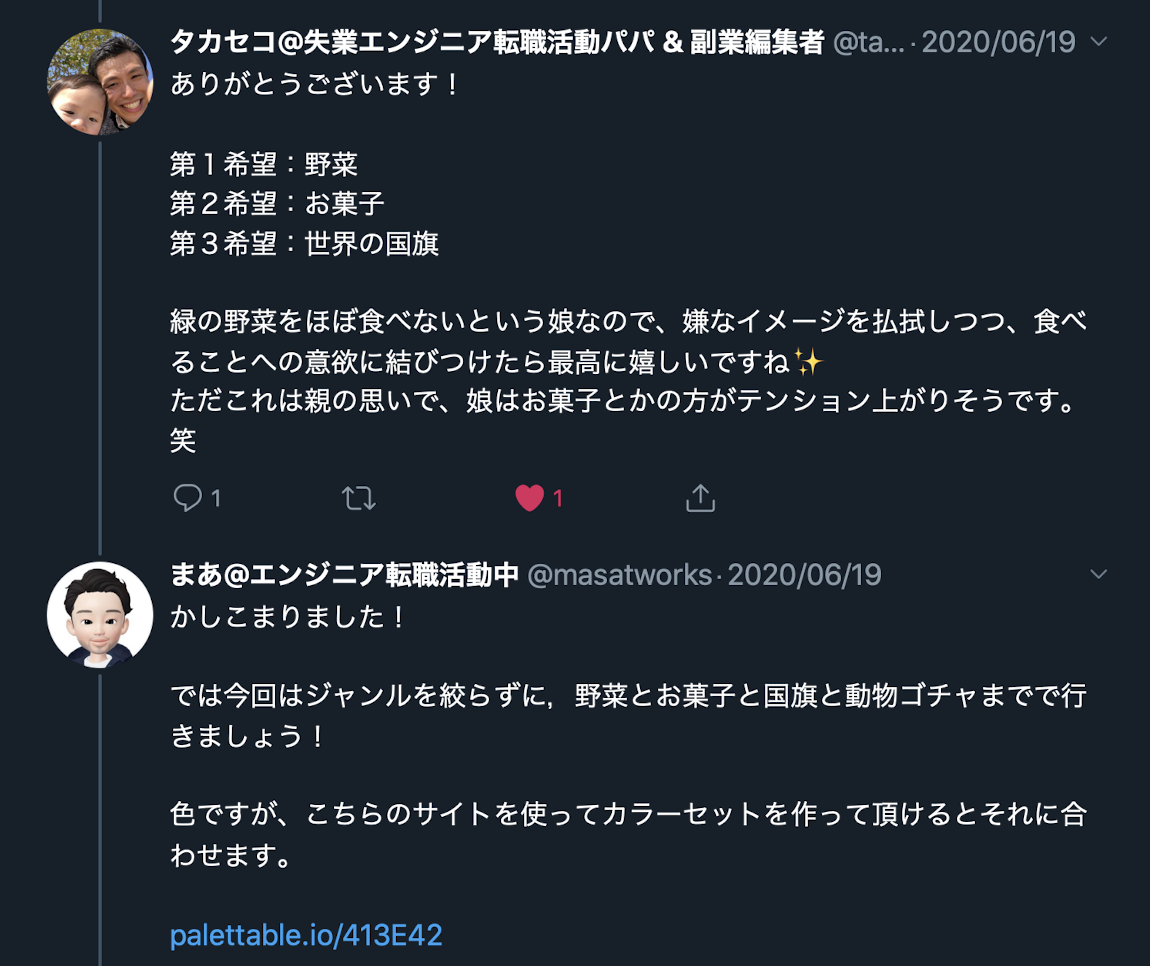 タカセコ@失業エンジニア転職活動パパ & 副業編集者 @ta... · 2020/06/19
ありがとうございます！
第１希望：野菜
第２希望：お菓子
第３希望：世界の国旗
緑の野菜をほぼ食べないという娘なので、嫌なイメージを払拭しつつ、食べ
ることへの意欲に結びつけたら最高に嬉しいですね✨
ただこれは親の思いで、娘はお菓子とかの方がテンション上がりそうです。
笑
1 1
まあ@エンジニア転職活動中 @masatworks · 2020/06/19
かしこまりました！
では今回はジャンルを絞らずに，野菜とお菓子と国旗と動物ゴチャまでで行
きましょう！
色ですが、こちらのサイトを使ってカラーセットを作って頂けるとそれに合
わせます。
palettable.io/413E42